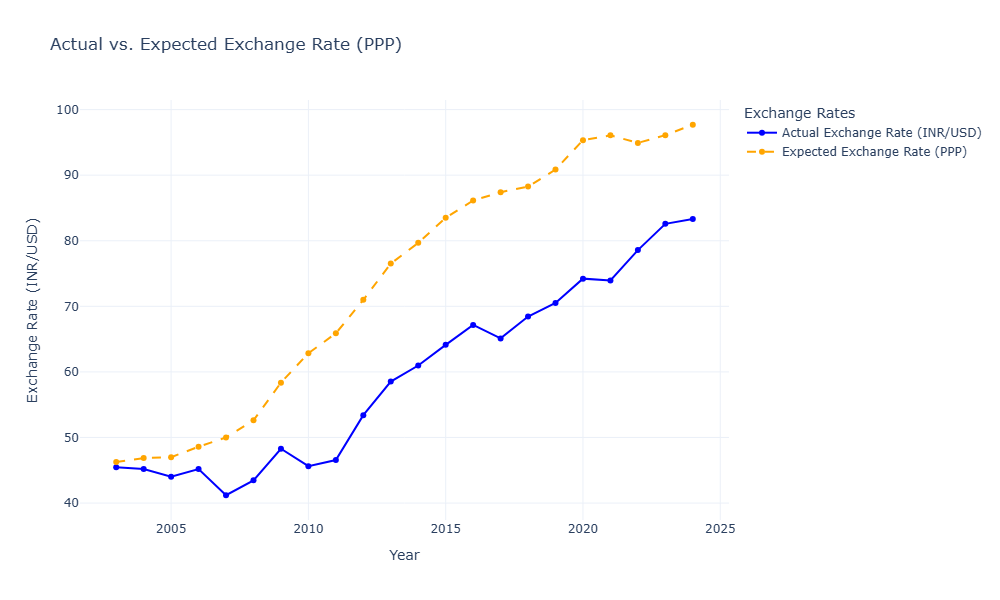 Actual vs. Expected Exchange Rate (PPP)
Exchange Rates
Actual Exchange Rate (INR/USD)
Expected Exchange Rate (PPP)
Exchange Rate (INR/USD)
100
90
80
70
60
50
40
2005
2010
2015
2020
2025
Year